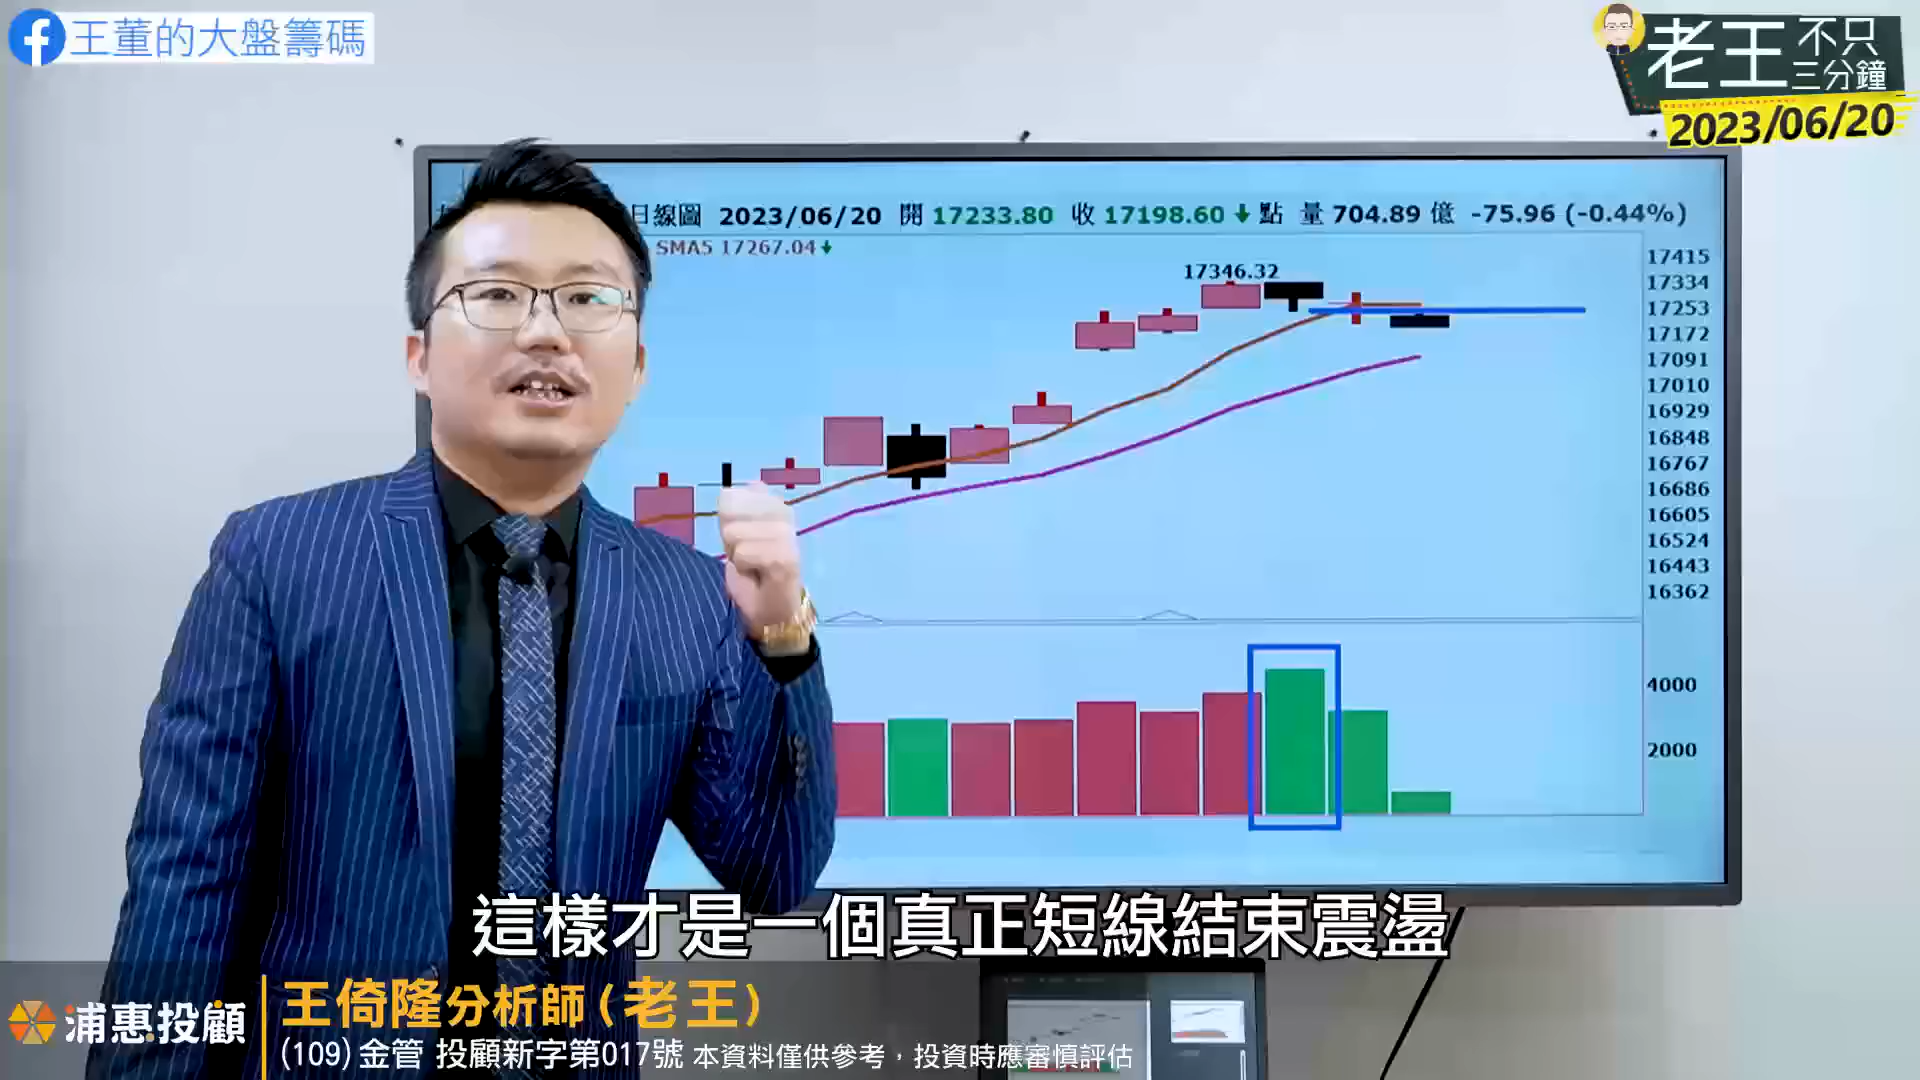 王董的大盤籌碼
老王不只三分鐘
2023/06/20
日線圖 2023/06/20 開 17233.80 收 17198.60 點 量 704.89 億 -75.96 (-0.44%)
SMA5 17267.04
17346.32
17415
17334
17253
17172
17091
17010
16929
16848
16767
16686
16605
16524
16443
16362
4000
2000
這樣才是一個真正短線結束震盪
浦惠投顧
王倚隆分析師(老王)
(109) 金管 投顧新字第017號 本資料僅供參考，投資時應審慎評估